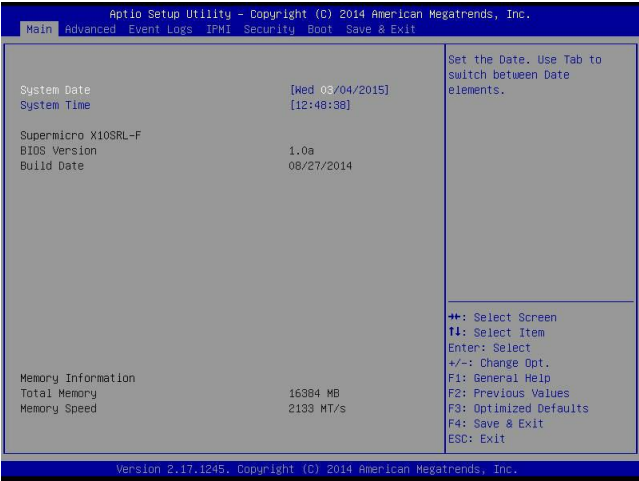 Aptio Setup Utility - Copyright (C) 2014 American Megatrends, Inc.
Main Advanced Event Logs IPMI Security Boot Save & Exit
System Date [Wed 03/04/2015]
System Time [12:48:38]
Supermicro X10SRL-F
BIOS Version 1.0a
Build Date 08/27/2014
Memory Information
Total Memory 16384 MB
Memory Speed 2133 MT/s
Set the Date. Use Tab to
switch between Date
elements.
→←: Select Screen
↑↓: Select Item
Enter: Select
+/-: Change Opt.
F1: General Help
F2: Previous Values
F3: Optimized Defaults
F4: Save & Exit
ESC: Exit
Version 2.17.1245. Copyright (C) 2014 American Megatrends, Inc.